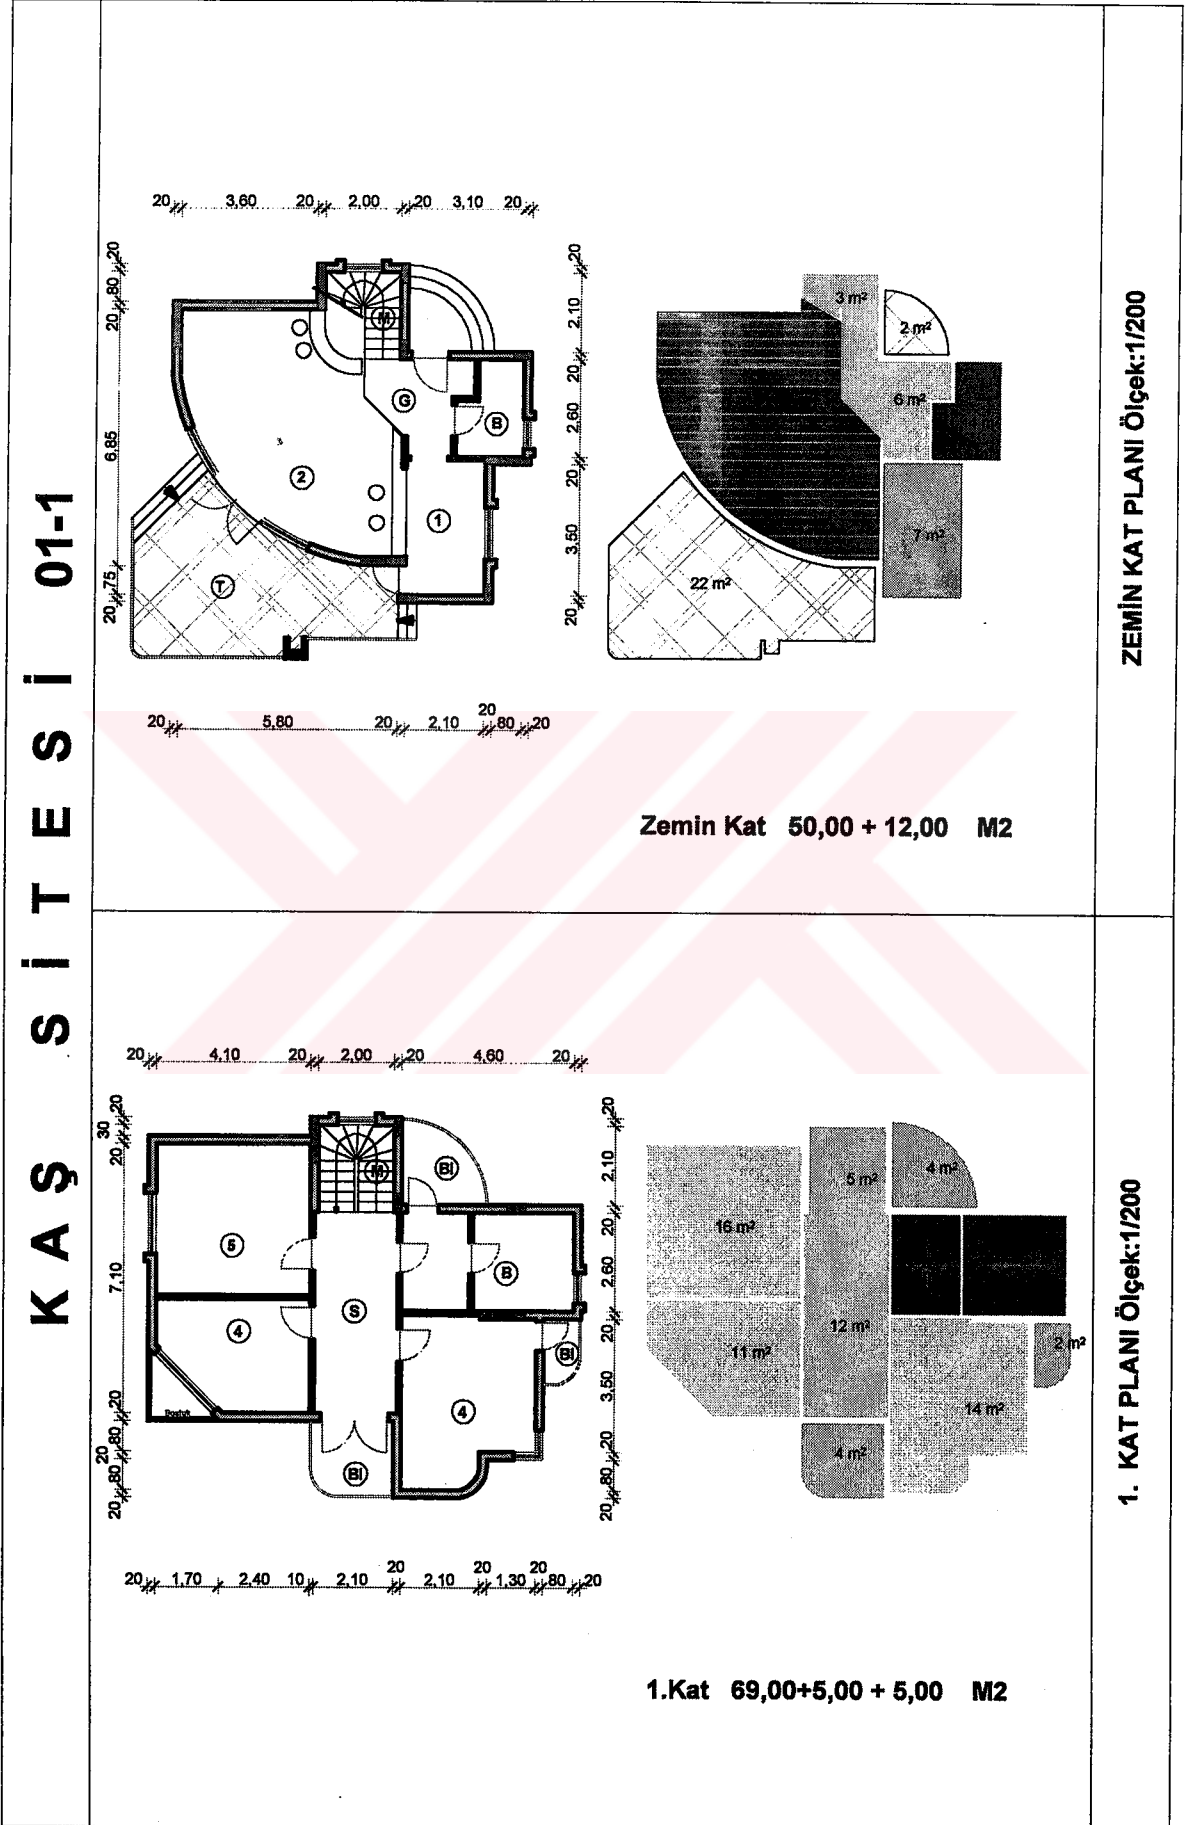 KAŞ SİTESİ 01-1
20 3,60 20 2,00 20 3,10 20
20 80 20 6,85 75 20
20 2,10 20 2,60 20 3,50 20
M
G
B
2
1
T
3 m²
2 m²
6 m²
7 m²
22 m²
20 5,80 20 2,10 20 80 20
Zemin Kat 50,00 + 12,00 M2
ZEMİN KAT PLANI Ölçek:1/200
20 4,10 20 2,00 20 4,60 20
20 30 20 7,10 20 80 20 80 20
20 2,10 20 2,60 20 3,50 20 80 20
M
Bl
5
B
S
4
Bl
4
Bl
5 m²
4 m²
16 m²
12 m²
11 m²
2 m²
14 m²
4 m²
20 1,70 2,40 10 2,10 20 2,10 20 1,30 20 80 20
1.Kat 69,00+5,00 + 5,00 M2
1. KAT PLANI Ölçek:1/200